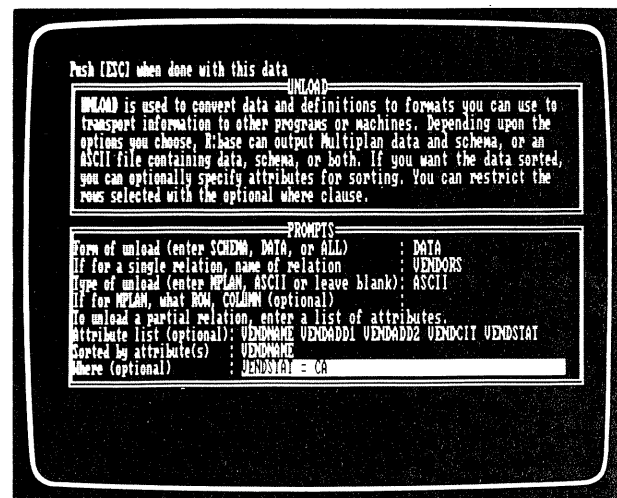 Push [ESC] when done with this data
UNLOAD
UNLOAD is used to convert data and definitions to formats you can use to
transport information to other programs or machines. Depending upon the
options you choose, R:base can output Multiplan data and schema, or an
ASCII file containing data, schema, or both. If you want the data sorted,
you can optionally specify attributes for sorting. You can restrict the
rows selected with the optional where clause.
PROMPTS
Form of unload (enter SCHEMA, DATA, or ALL) : DATA
If for a single relation, name of relation : VENDORS
Type of unload (enter MPLAN, ASCII or leave blank): ASCII
If for MPLAN, what ROW, COLUMN (optional) :
To unload a partial relation, enter a list of attributes.
Attribute list (optional): VENDNAME VENDADD1 VENDADD2 VENDCIT VENDSTAT
Sorted by attribute(s) : VENDNAME
Where (optional) : VENDSTAT = CA